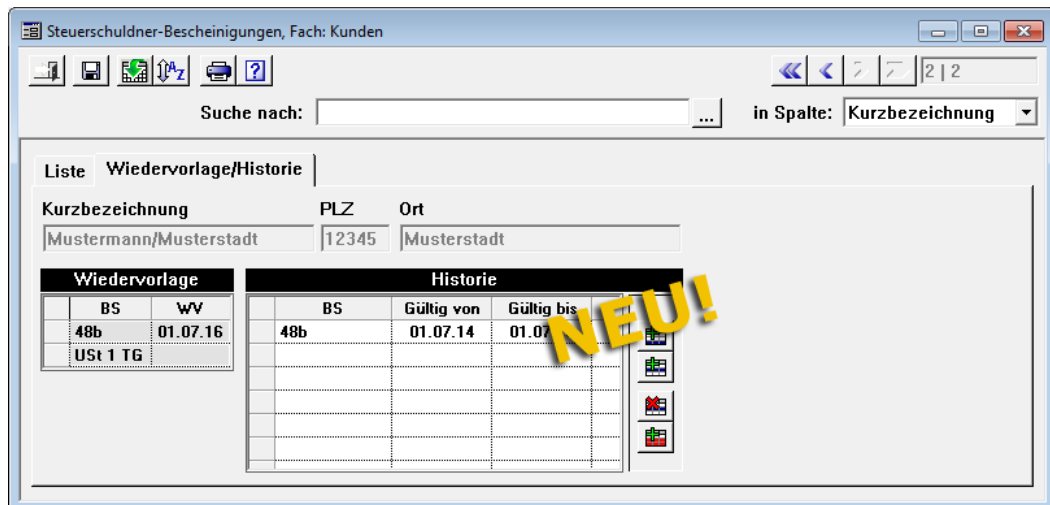 Steuerschuldner-Bescheinigungen, Fach: Kunden
2 | 2
Suche nach: ... in Spalte: Kurzbezeichnung
Liste Wiedervorlage/Historie
Kurzbezeichnung PLZ Ort
Mustermann/Musterstadt 12345 Musterstadt
Wiedervorlage Historie
BS WV BS Gültig von Gültig bis
48b 01.07.16 48b 01.07.14 01.07
USt 1 TG
NEU!